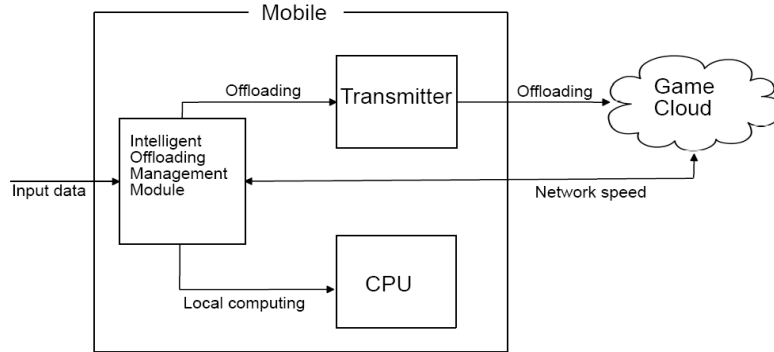 Mobile
Offloading
Transmitter
Offloading
Game
Cloud
Intelligent
Offloading
Management
Module
Input data
Network speed
CPU
Local computing